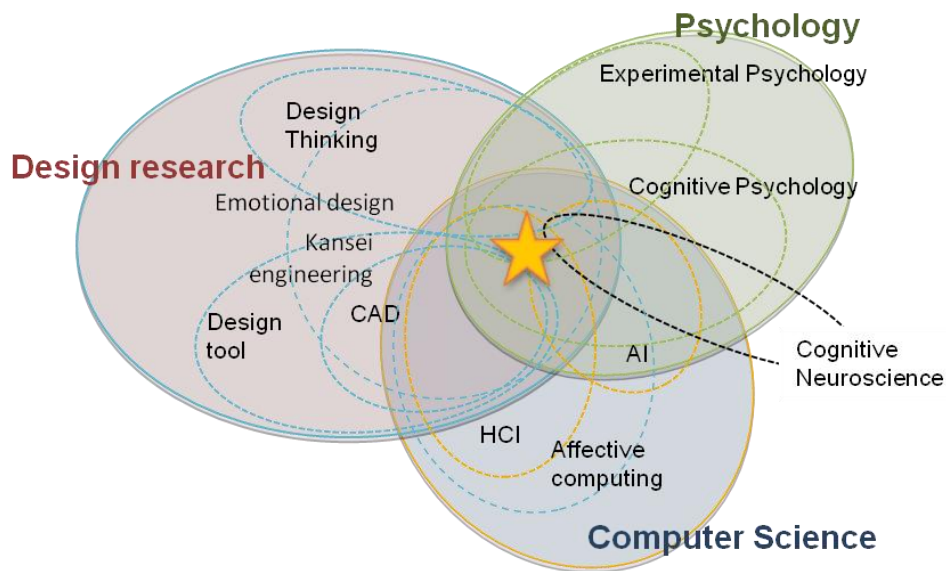 Psychology
Experimental Psychology
Design
Thinking
Design research
Cognitive Psychology
Emotional design
Kansei
engineering
CAD
Design
tool
AI
Cognitive
Neuroscience
HCI
Affective
computing
Computer Science